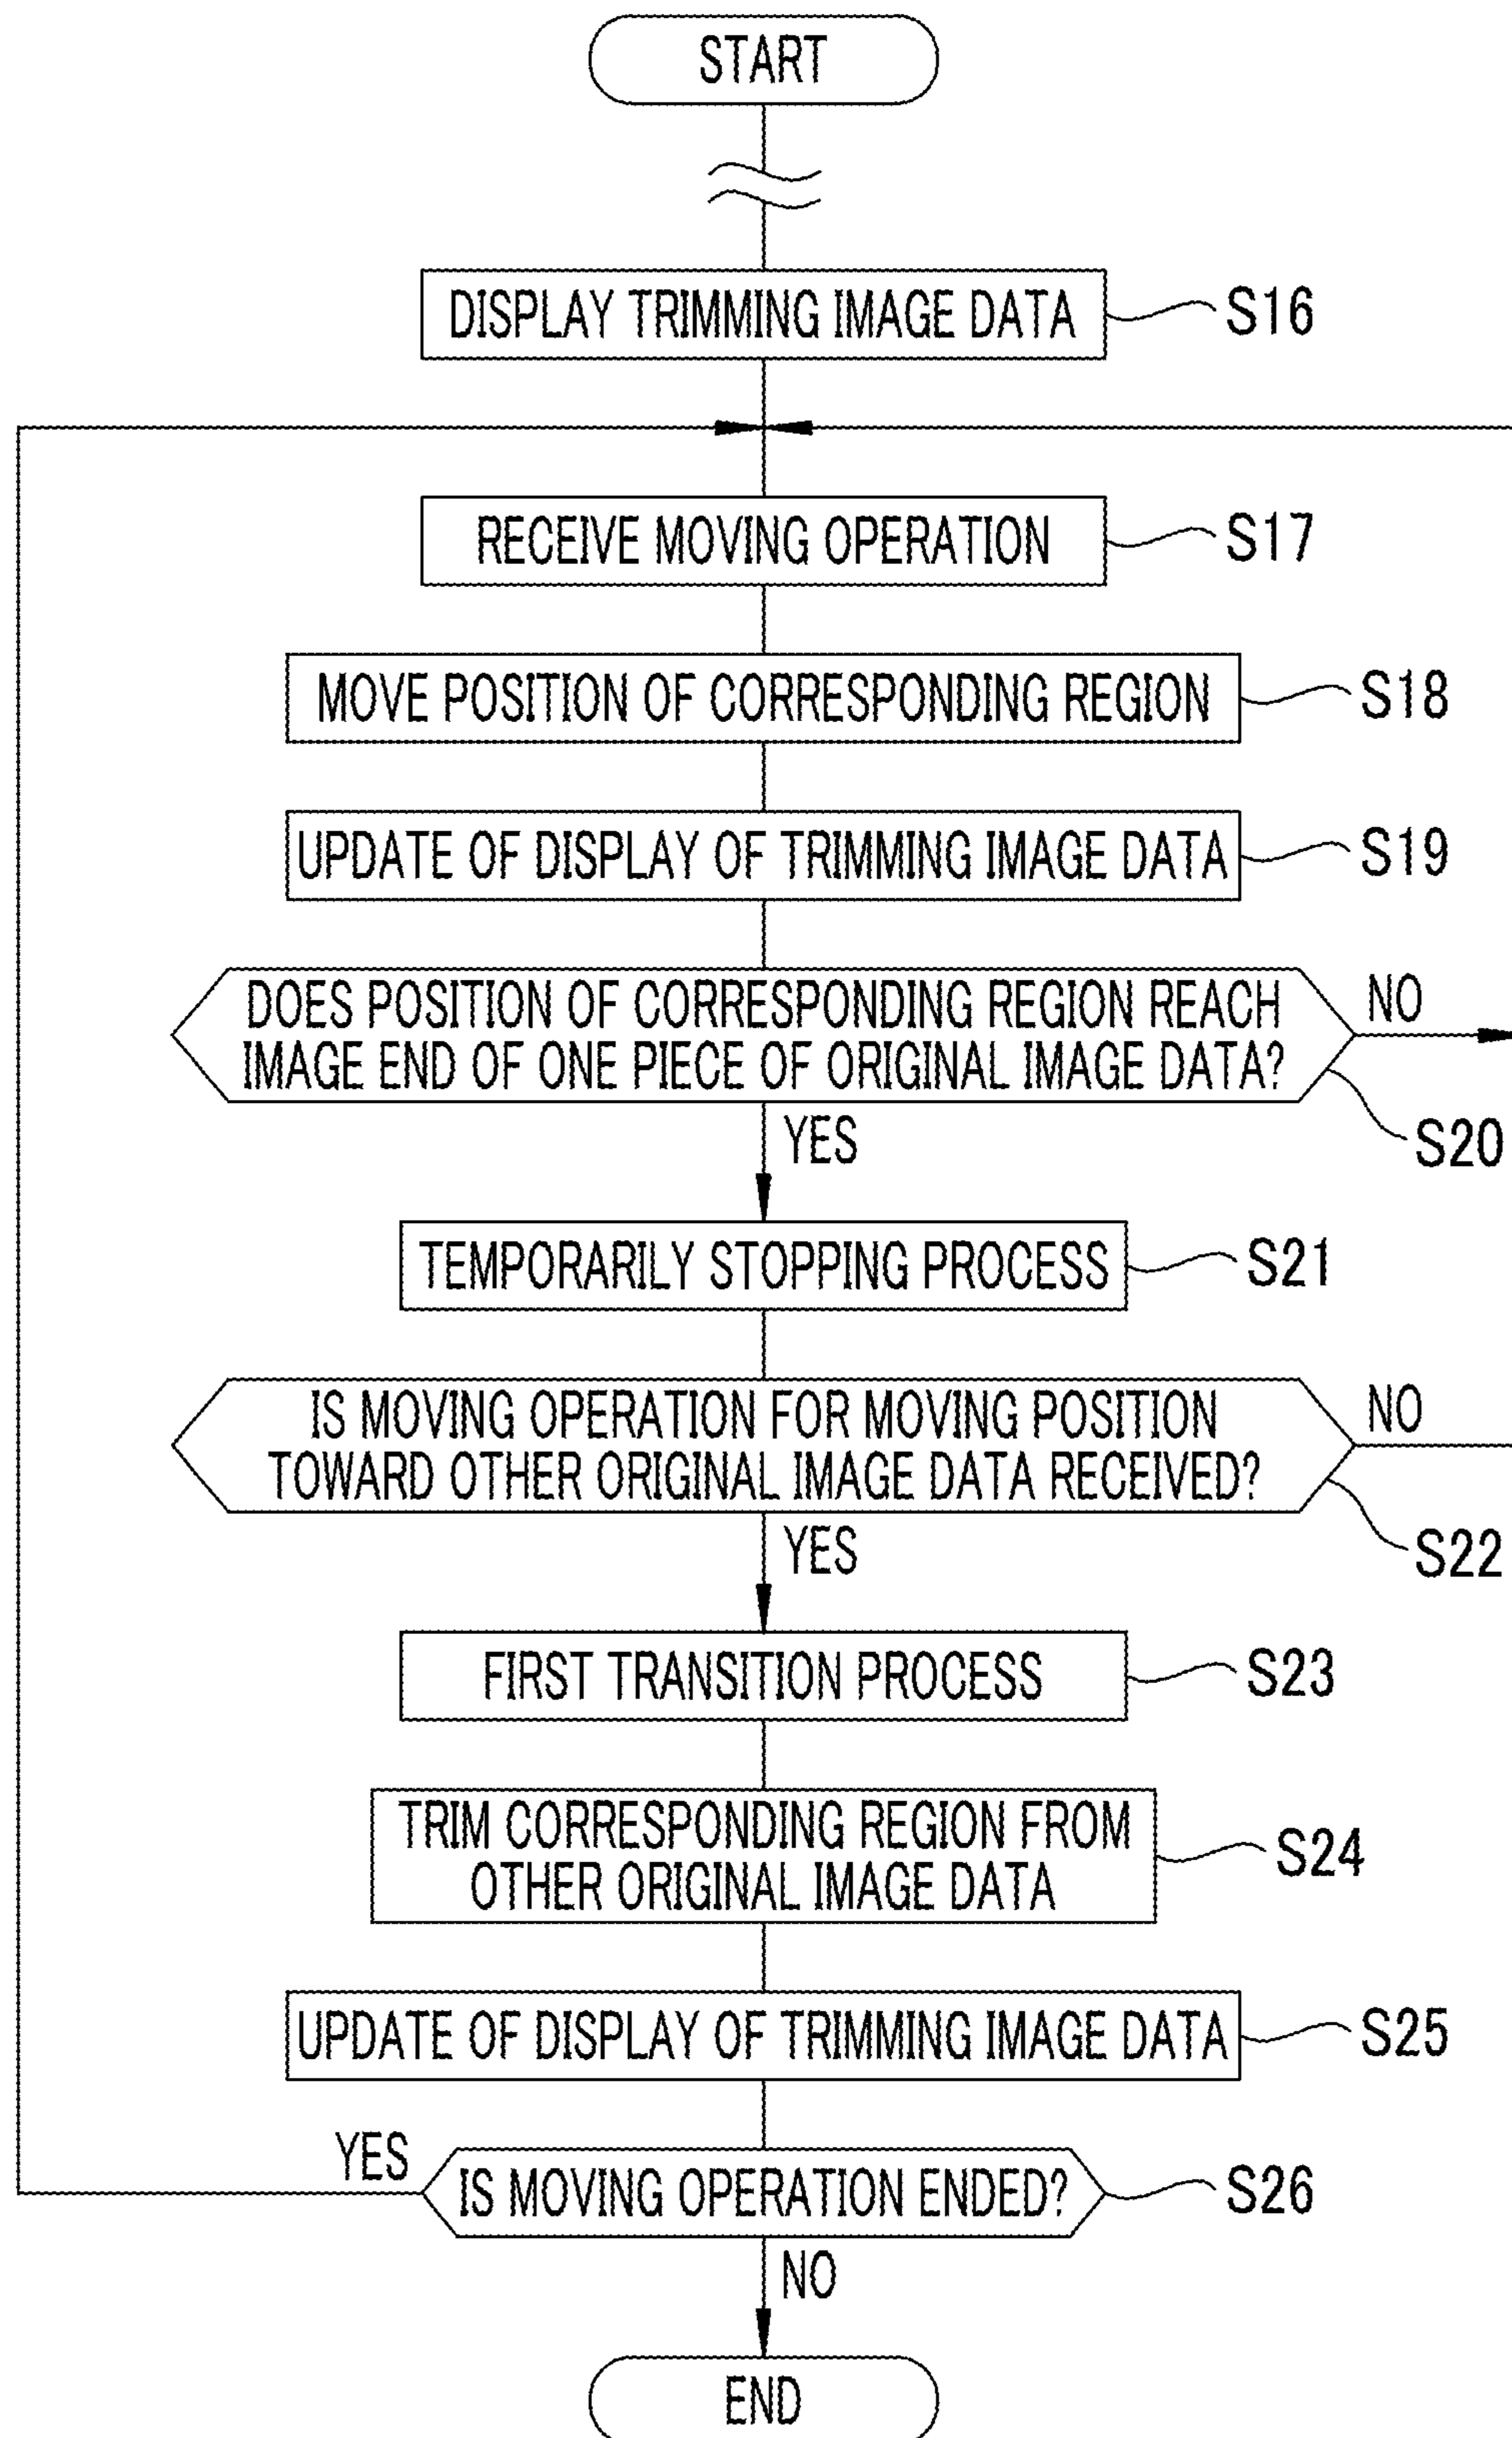 START
DISPLAY TRIMMING IMAGE DATA
S16
RECEIVE MOVING OPERATION
S17
MOVE POSITION OF CORRESPONDING REGION
S18
UPDATE OF DISPLAY OF TRIMMING IMAGE DATA
S19
DOES POSITION OF CORRESPONDING REGION REACH
IMAGE END OF ONE PIECE OF ORIGINAL IMAGE DATA?
NO
S20
YES
TEMPORARILY STOPPING PROCESS
S21
IS MOVING OPERATION FOR MOVING POSITION
TOWARD OTHER ORIGINAL IMAGE DATA RECEIVED?
NO
S22
YES
FIRST TRANSITION PROCESS
S23
TRIM CORRESPONDING REGION FROM
OTHER ORIGINAL IMAGE DATA
S24
UPDATE OF DISPLAY OF TRIMMING IMAGE DATA
S25
YES
IS MOVING OPERATION ENDED?
S26
NO
END